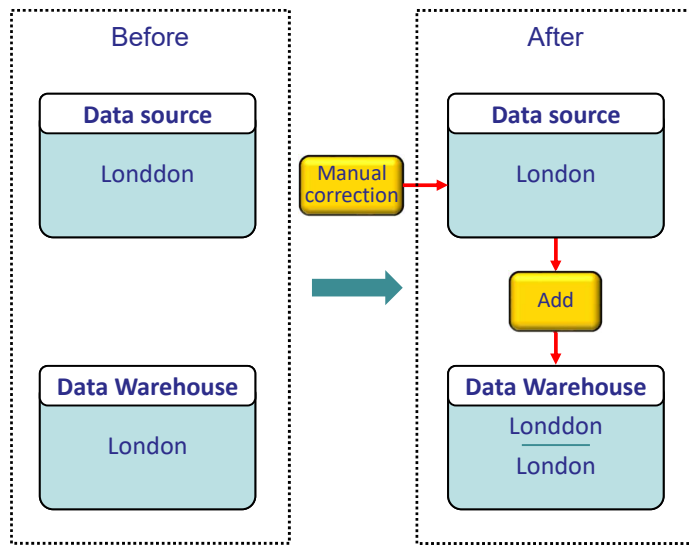 Before
Data source
Londdon
Data Warehouse
London
Manual
correction
After
Data source
London
Add
Data Warehouse
Londdon
London